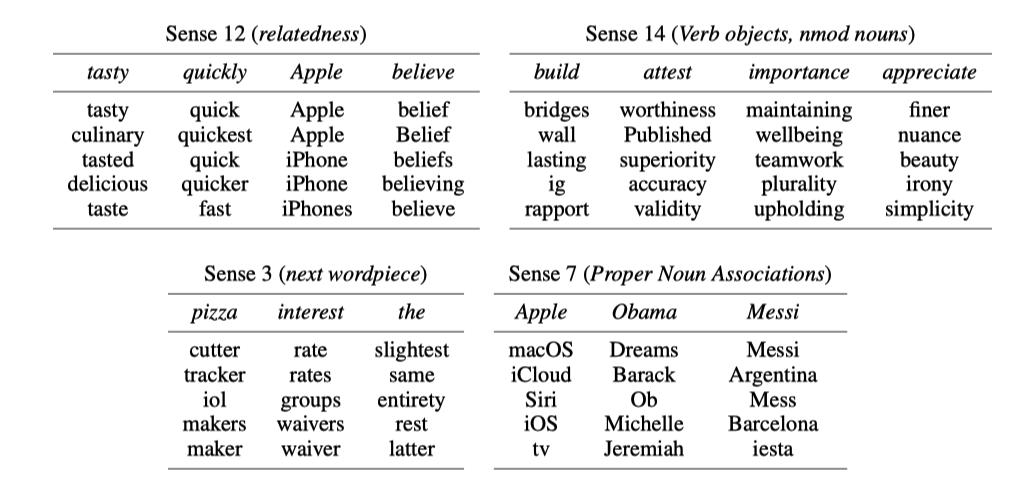 Sense 12 (relatedness)
tasty quickly Apple believe
tasty quick Apple belief
culinary quickest Apple Belief
tasted quick iPhone beliefs
delicious quicker iPhone believing
taste fast iPhones believe
Sense 14 (Verb objects, nmod nouns)
build attest importance appreciate
bridges worthiness maintaining finer
wall Published wellbeing nuance
lasting superiority teamwork beauty
ig accuracy plurality irony
rapport validity upholding simplicity
Sense 3 (next wordpiece)
pizza interest the
cutter rate slightest
tracker rates same
iol groups entirety
makers waivers rest
maker waiver latter
Sense 7 (Proper Noun Associations)
Apple Obama Messi
macOS Dreams Messi
iCloud Barack Argentina
Siri Ob Mess
iOS Michelle Barcelona
tv Jeremiah iesta